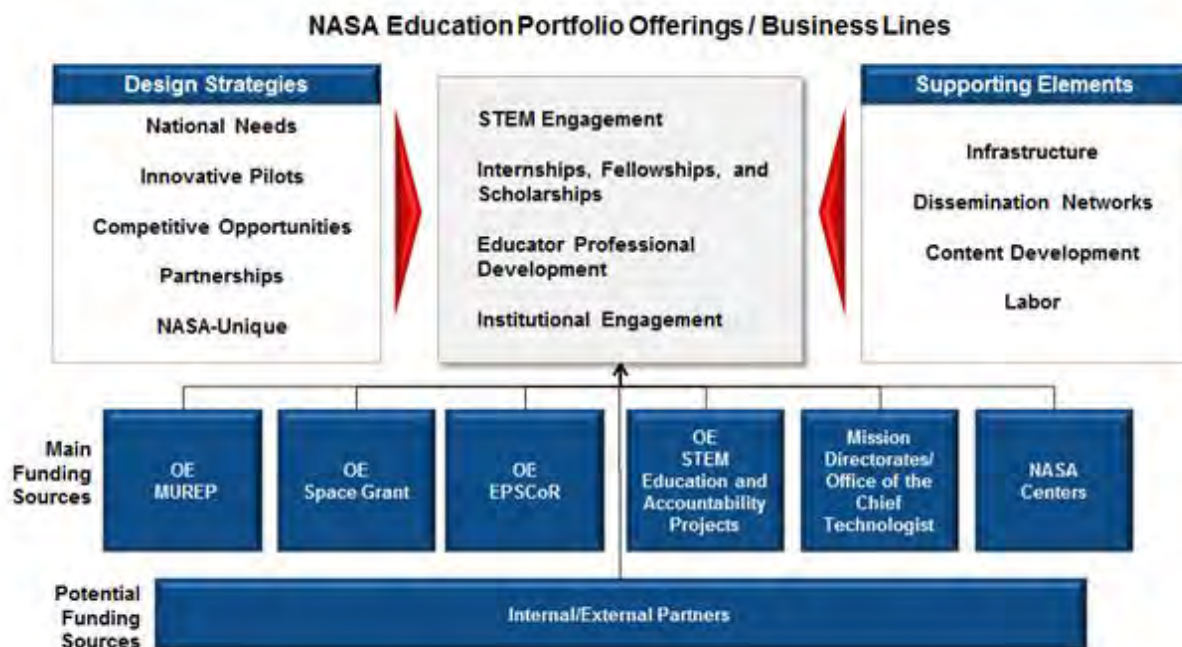 NASA Education Portfolio Offerings / Business Lines
Design Strategies
National Needs
Innovative Pilots
Competitive Opportunities
Partnerships
NASA-Unique
STEM Engagement
Internships, Fellowships, and
Scholarships
Educator Professional
Development
Institutional Engagement
Supporting Elements
Infrastructure
Dissemination Networks
Content Development
Labor
Main
Funding
Sources
OE
MUREP
OE
Space Grant
OE
EPSCoR
OE
STEM
Education and
Accountability
Projects
Mission
Directorates/
Office of the
Chief
Technologist
NASA
Centers
Potential
Funding
Sources
Internal/External Partners